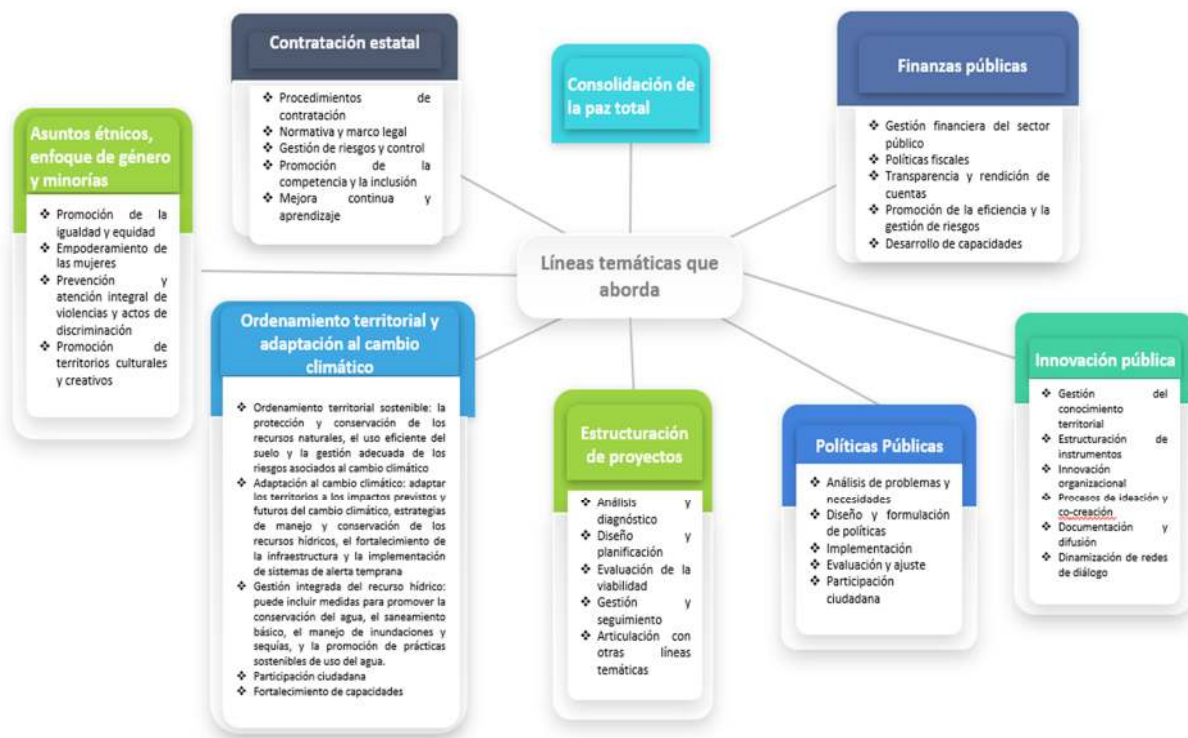 Contratación estatal
❖ Procedimientos de
contratación
❖ Normativa y marco legal
❖ Gestión de riesgos y control
❖ Promoción de la
competencia y la inclusión
❖ Mejora continua y
aprendizaje
Consolidación de
la paz total
Finanzas públicas
❖ Gestión financiera del sector
público
❖ Políticas fiscales
❖ Transparencia y rendición de
cuentas
❖ Promoción de la eficiencia y la
gestión de riesgos
❖ Desarrollo de capacidades
Asuntos étnicos,
enfoque de género
y minorías
❖ Promoción de la
igualdad y equidad
❖ Empoderamiento de
las mujeres
❖ Prevención y
atención integral de
violencias y actos de
discriminación
❖ Promoción de
territorios culturales
y creativos
Líneas temáticas que
aborda
Ordenamiento territorial y
adaptación al cambio
climático
❖ Ordenamiento territorial sostenible: la
protección y conservación de los
recursos naturales, el uso eficiente del
suelo y la gestión adecuada de los
riesgos asociados al cambio climático
❖ Adaptación al cambio climático: adaptar
los territorios a los impactos previstos y
futuros del cambio climático, estrategias
de manejo y conservación de los
recursos hídricos, el fortalecimiento de
la infraestructura y la implementación
de sistemas de alerta temprana
❖ Gestión integrada del recurso hídrico:
puede incluir medidas para promover la
conservación del agua, el saneamiento
básico, el manejo de inundaciones y
sequías, y la promoción de prácticas
sostenibles de uso del agua.
❖ Participación ciudadana
❖ Fortalecimiento de capacidades
Estructuración
de proyectos
❖ Análisis y
diagnóstico
❖ Diseño y
planificación
❖ Evaluación de la
viabilidad
❖ Gestión y
seguimiento
❖ Articulación con
otras líneas
temáticas
Políticas Públicas
❖ Análisis de problemas y
necesidades
❖ Diseño y formulación
de políticas
❖ Implementación
❖ Evaluación y ajuste
❖ Participación
ciudadana
Innovación pública
❖ Gestión del
conocimiento
territorial
❖ Estructuración de
instrumentos
❖ Innovación
organizacional
❖ Procesos de ideación y
co-creación
❖ Documentación y
difusión
❖ Dinamización de redes
de diálogo